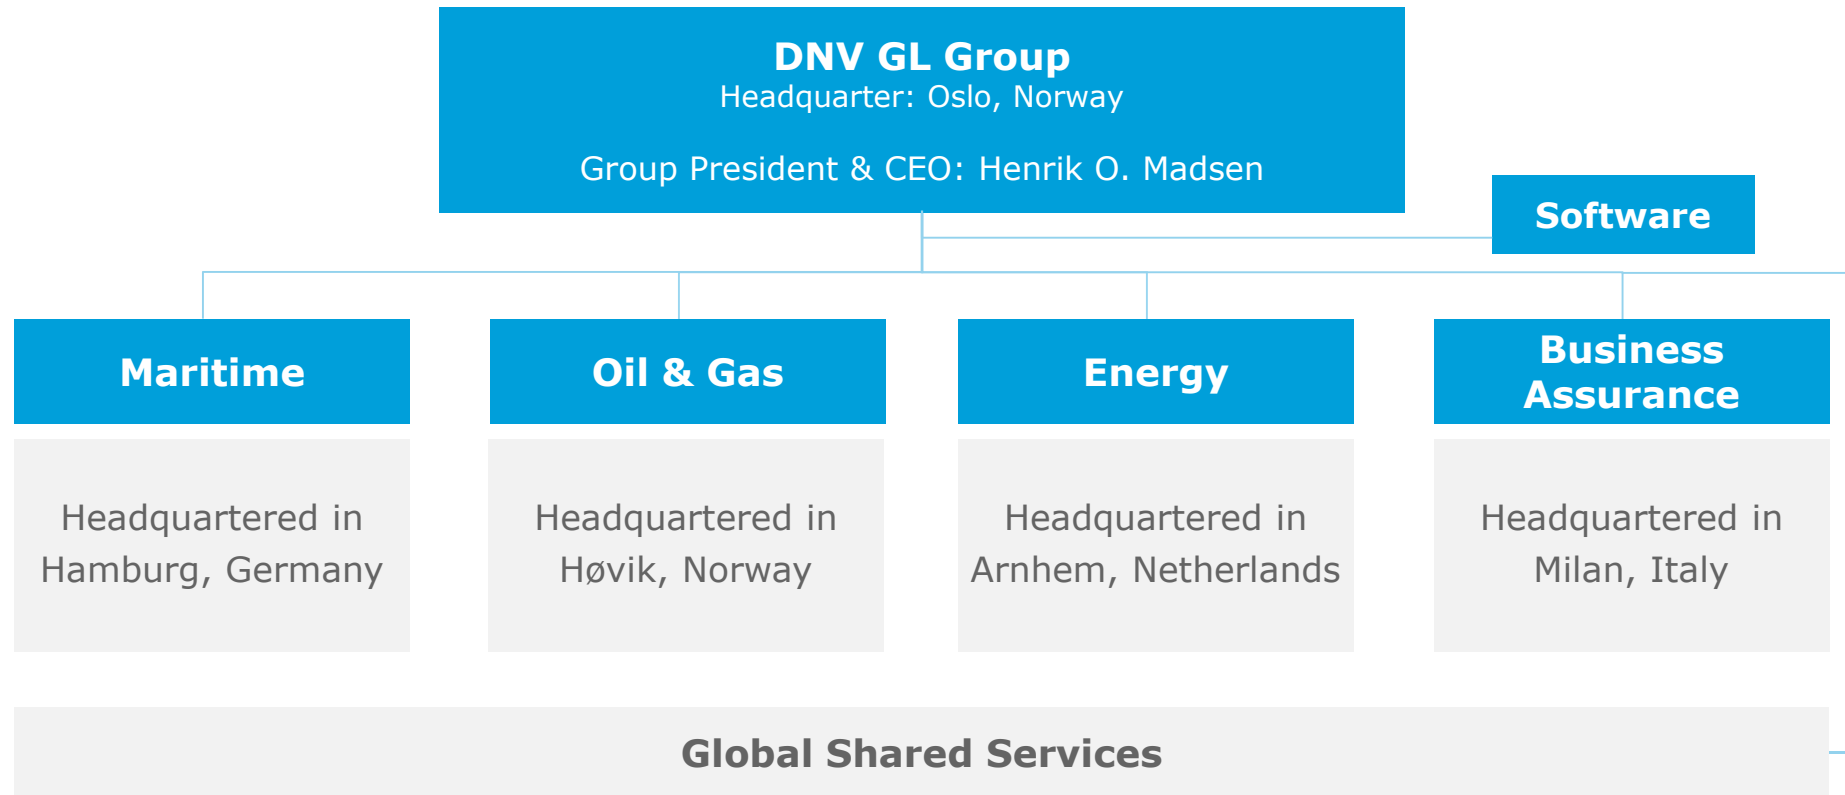 DNV GL Group
Headquarter: Oslo, Norway
Group President & CEO: Henrik O. Madsen
Software
Maritime
Oil & Gas
Energy
Business
Assurance
Headquartered in
Hamburg, Germany
Headquartered in
Høvik, Norway
Headquartered in
Arnhem, Netherlands
Headquartered in
Milan, Italy
Global Shared Services